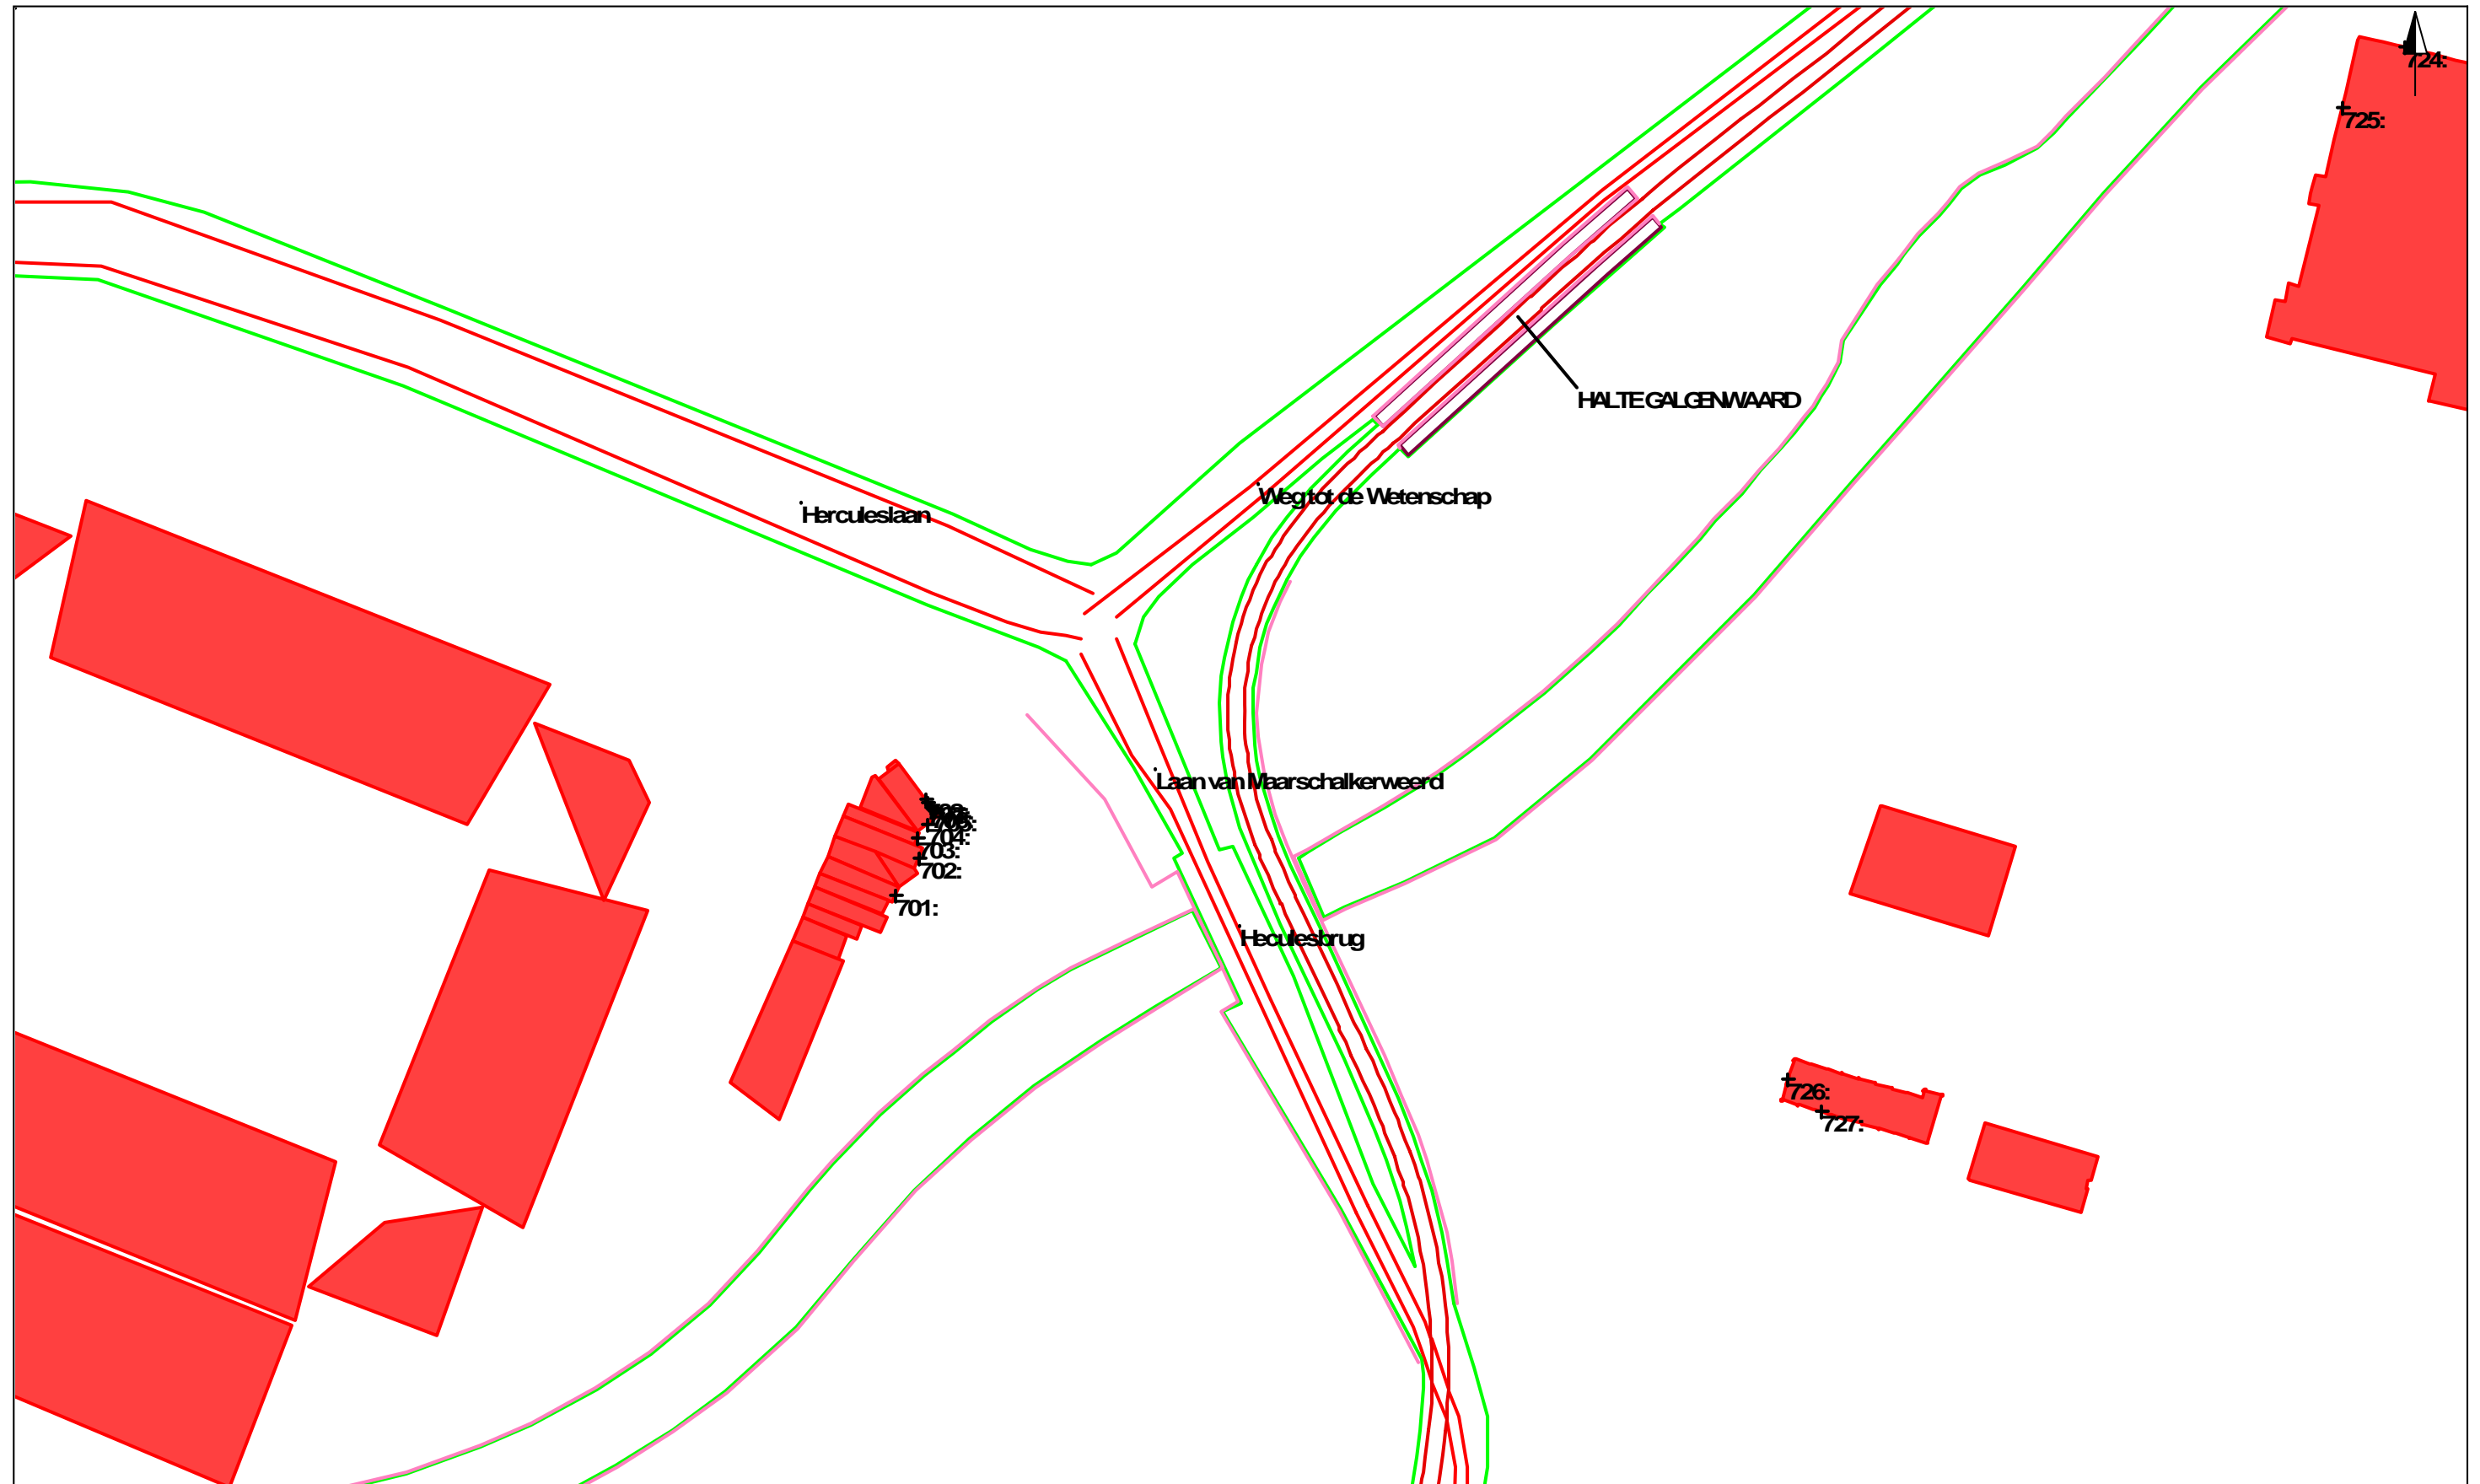 724:
725:
HALTE GALGENWAARD
Weg tot de Wetenschap
Herculeslaan
Laan van Maarschalkerweerd
705:
704:
703:
702:
701:
Heculesbrug
726:
727: